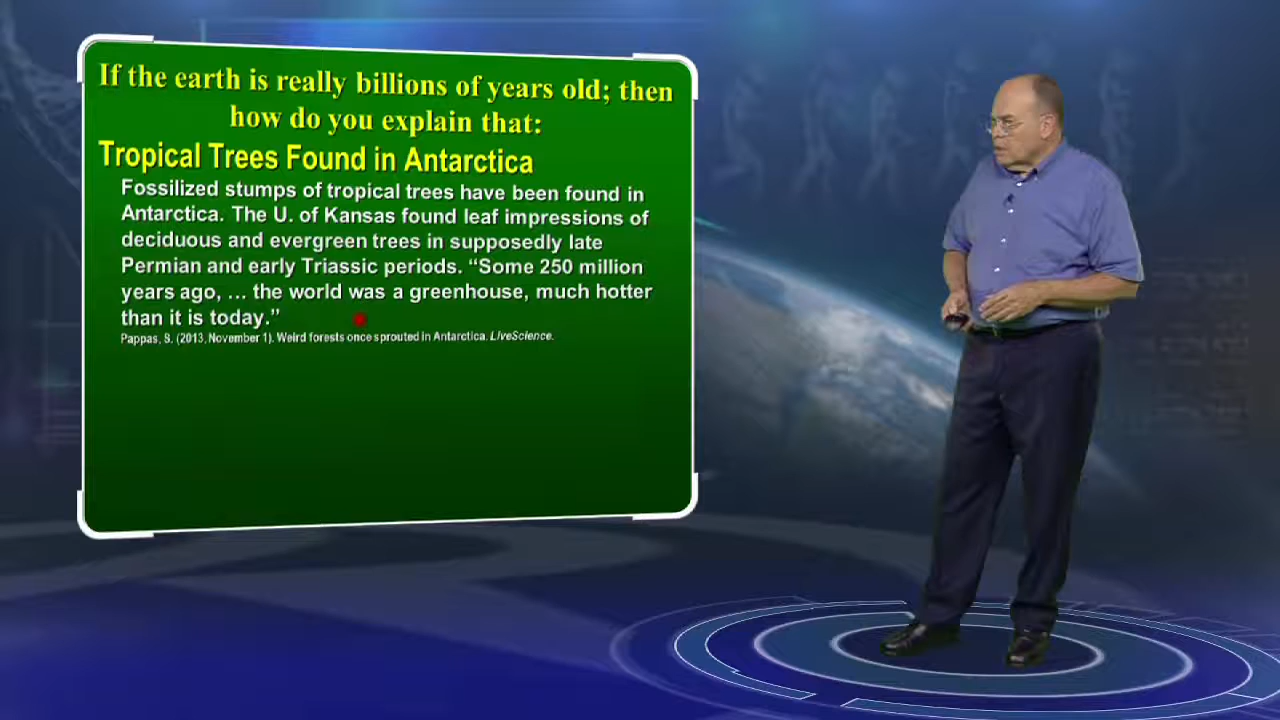 If the earth is really billions of years old; then
how do you explain that:
Tropical Trees Found in Antarctica
Fossilized stumps of tropical trees have been found in
Antarctica. The U. of Kansas found leaf impressions of
deciduous and evergreen trees in supposedly late
Permian and early Triassic periods. “Some 250 million
years ago, ... the world was a greenhouse, much hotter
than it is today.”
Pappas, S. (2013, November 1). Weird forests once sprouted in Antarctica. LiveScience.